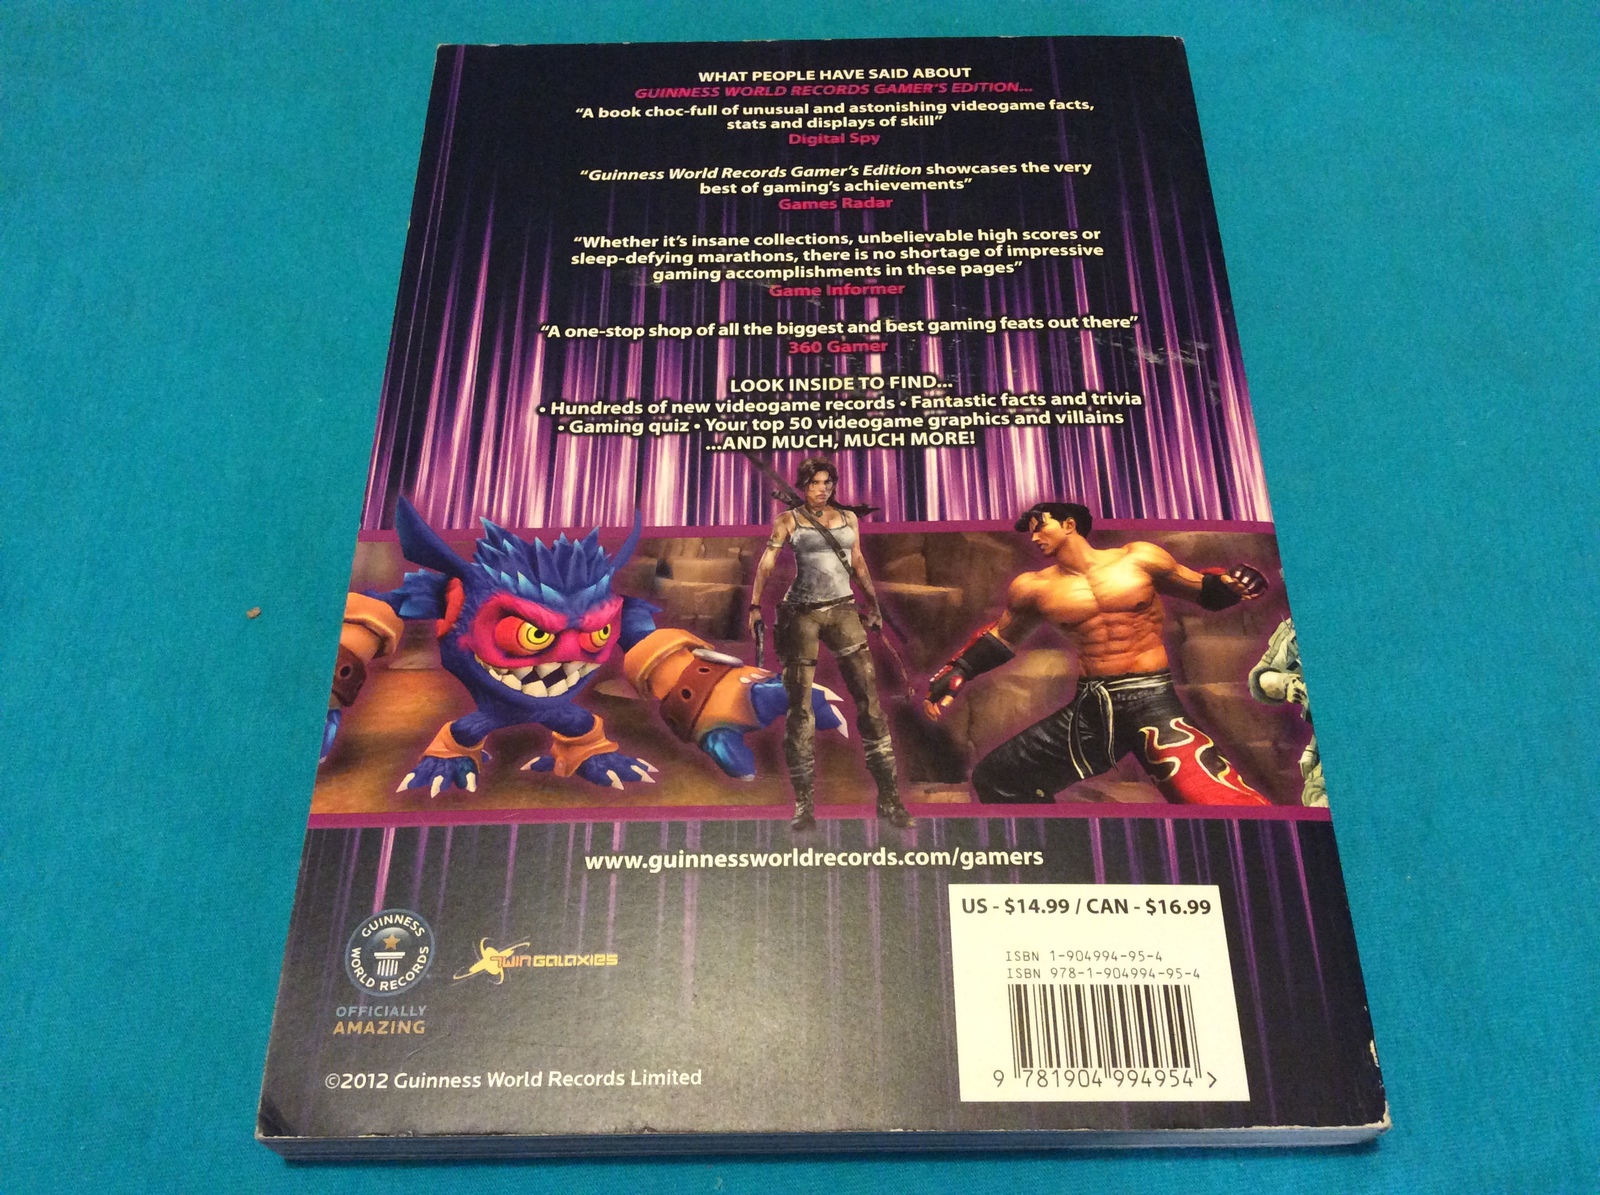 WHAT PEOPLE HAVE SAID ABOUT
GUINNESS WORLD RECORDS GAMER'S EDITION...
“A book choc-full of unusual and astonishing videogame facts,
stats and displays of skill”
Digital Spy
“Guinness World Records Gamer's Edition showcases the very
best of gaming's achievements”
Games Radar
“Whether it's insane collections, unbelievable high scores or
sleep-defying marathons, there is no shortage of impressive
gaming accomplishments in these pages”
Game Informer
“A one-stop shop of all the biggest and best gaming feats out there”
360 Gamer
LOOK INSIDE TO FIND...
• Hundreds of new videogame records • Fantastic facts and trivia
• Gaming quiz • Your top 50 videogame graphics and villains
...AND MUCH, MUCH MORE!
www.guinnessworldrecords.com/gamers
GUINNESS
WORLD RECORDS
OFFICIALLY
AMAZING
TWIN GALAXIES
©2012 Guinness World Records Limited
US - $14.99 / CAN - $16.99
ISBN 1-904994-95-4
ISBN 978-1-904994-95-4
9 781904 994954 >